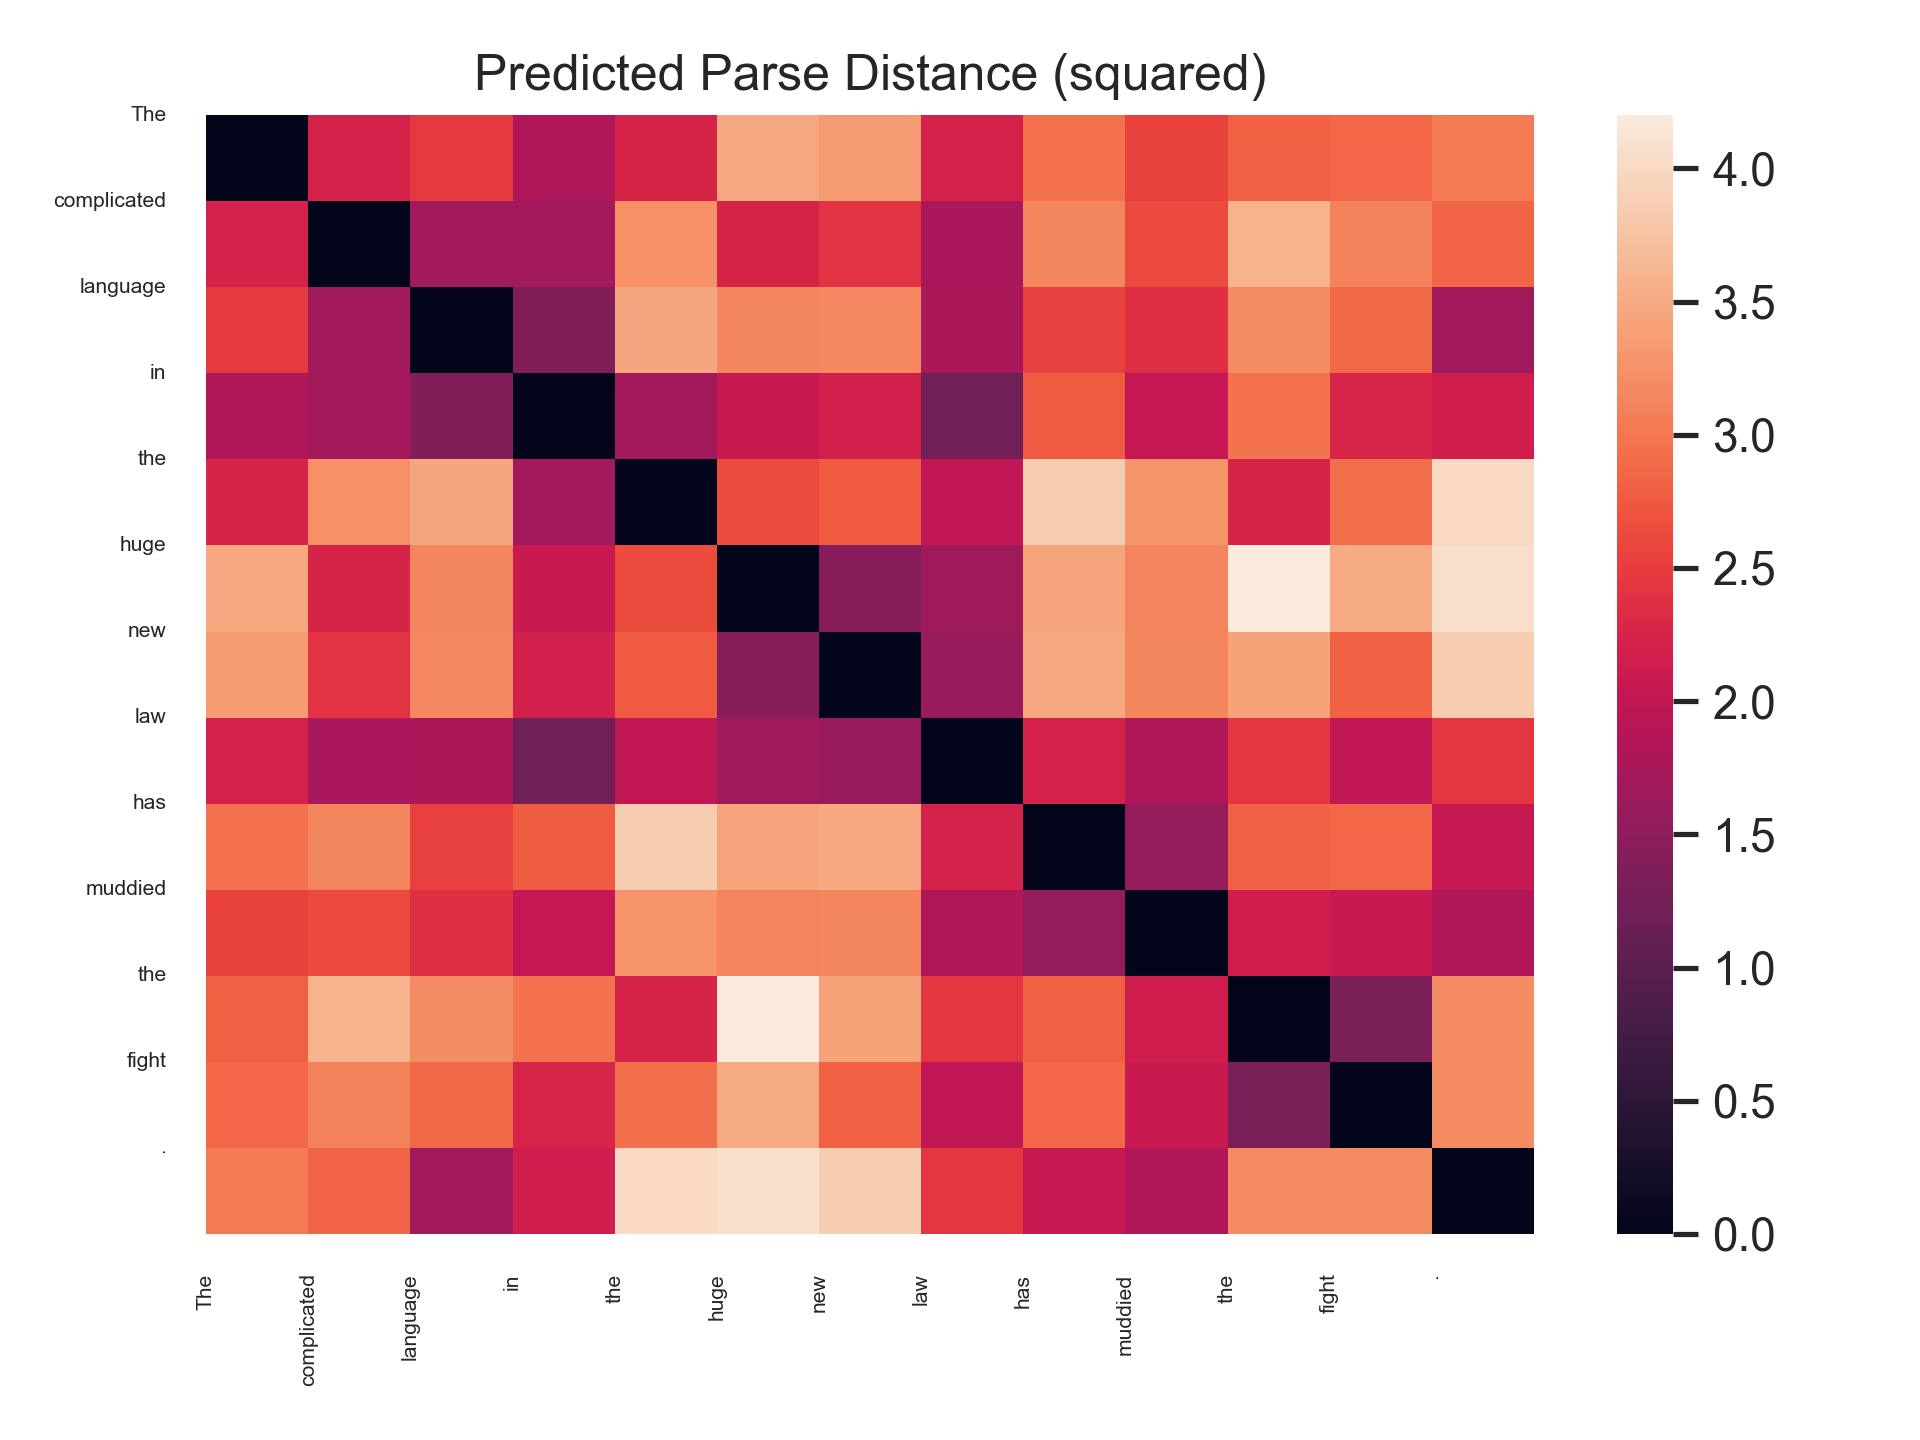 Predicted Parse Distance (squared)
The
complicated
language
in
the
huge
new
law
has
muddied
the
fight
.
4.0
3.5
3.0
2.5
2.0
1.5
1.0
0.5
0.0
The
complicated
language
in
the
huge
new
law
has
muddied
the
fight
.